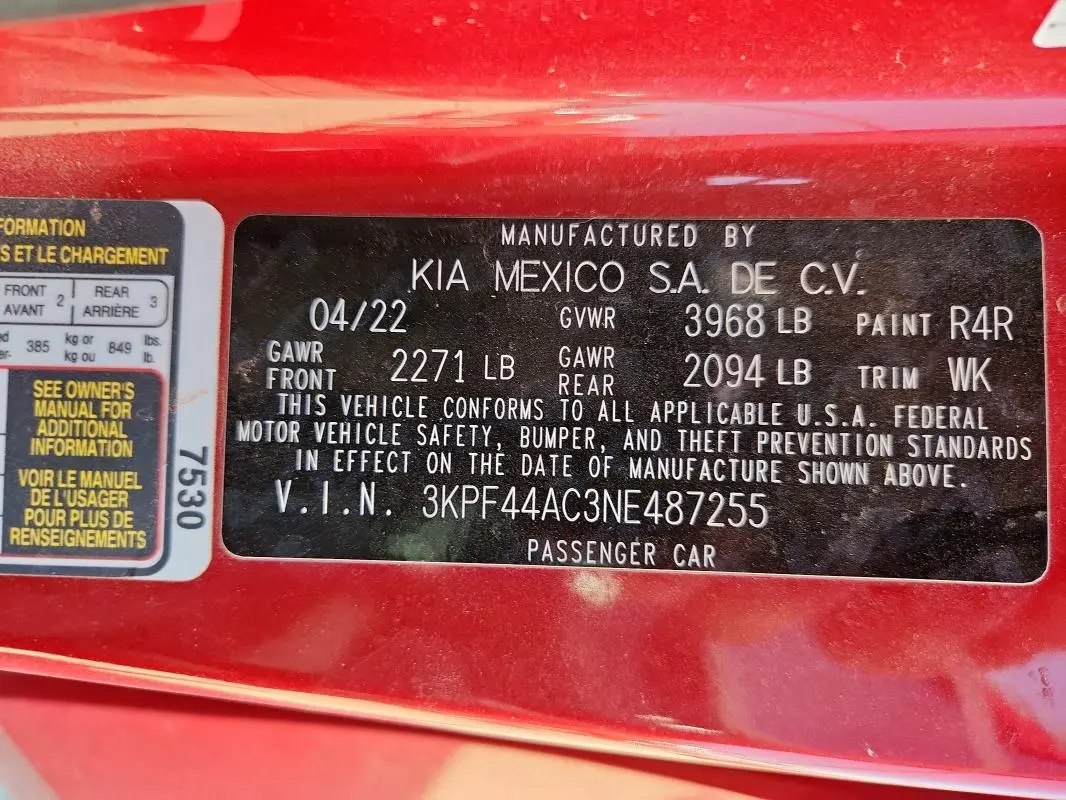 FORMATION
S ET LE CHARGEMENT
FRONT AVANT 2 REAR ARRIÈRE 3
385 kg or kg ou 849 lbs. lb.
SEE OWNER'S
MANUAL FOR
ADDITIONAL
INFORMATION
VOIR LE MANUEL
DE L'USAGER
POUR PLUS DE
RENSEIGNEMENTS
7530
MANUFACTURED BY
KIA MEXICO S.A. DE C.V.
04/22 GVWR 3968 LB PAINT R4R
GAWR FRONT 2271 LB GAWR REAR 2094 LB TRIM WK
THIS VEHICLE CONFORMS TO ALL APPLICABLE U.S.A. FEDERAL
MOTOR VEHICLE SAFETY, BUMPER, AND THEFT PREVENTION STANDARDS
IN EFFECT ON THE DATE OF MANUFACTURE SHOWN ABOVE.
V.I.N. 3KPF44AC3NE487255
PASSENGER CAR